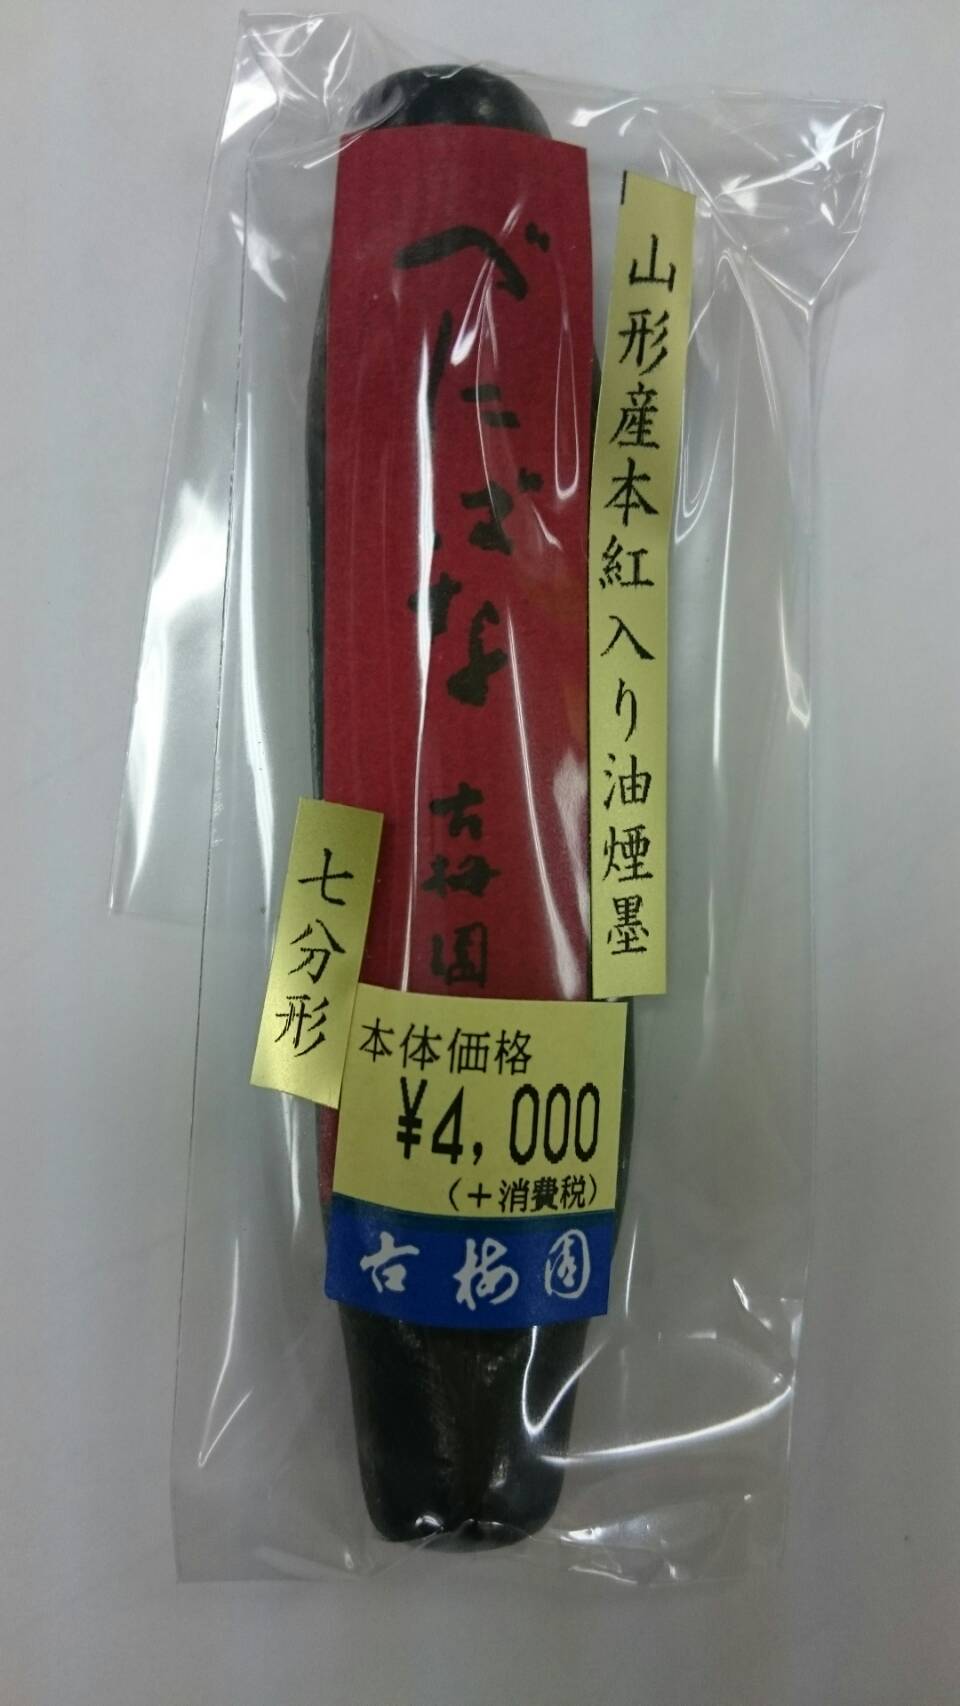 山形産本紅入り油煙墨
べにばな 古梅園
七分形
本体価格
¥4,000
(+消費税)
古梅園